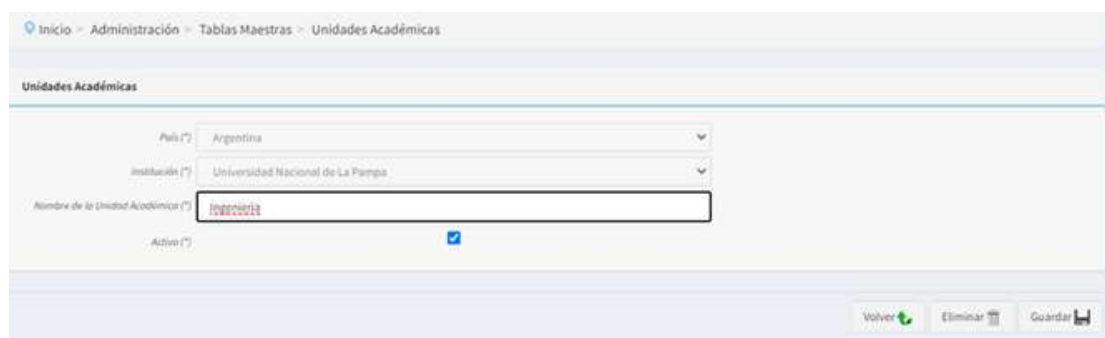 Inicio > Administración > Tablas Maestras > Unidades Académicas
Unidades Académicas
País (*) Argentina
Institución (*) Universidad Nacional de La Pampa
Nombre de la Unidad Académica (*) Ingenieria
Activo (*)
Volver Eliminar Guardar